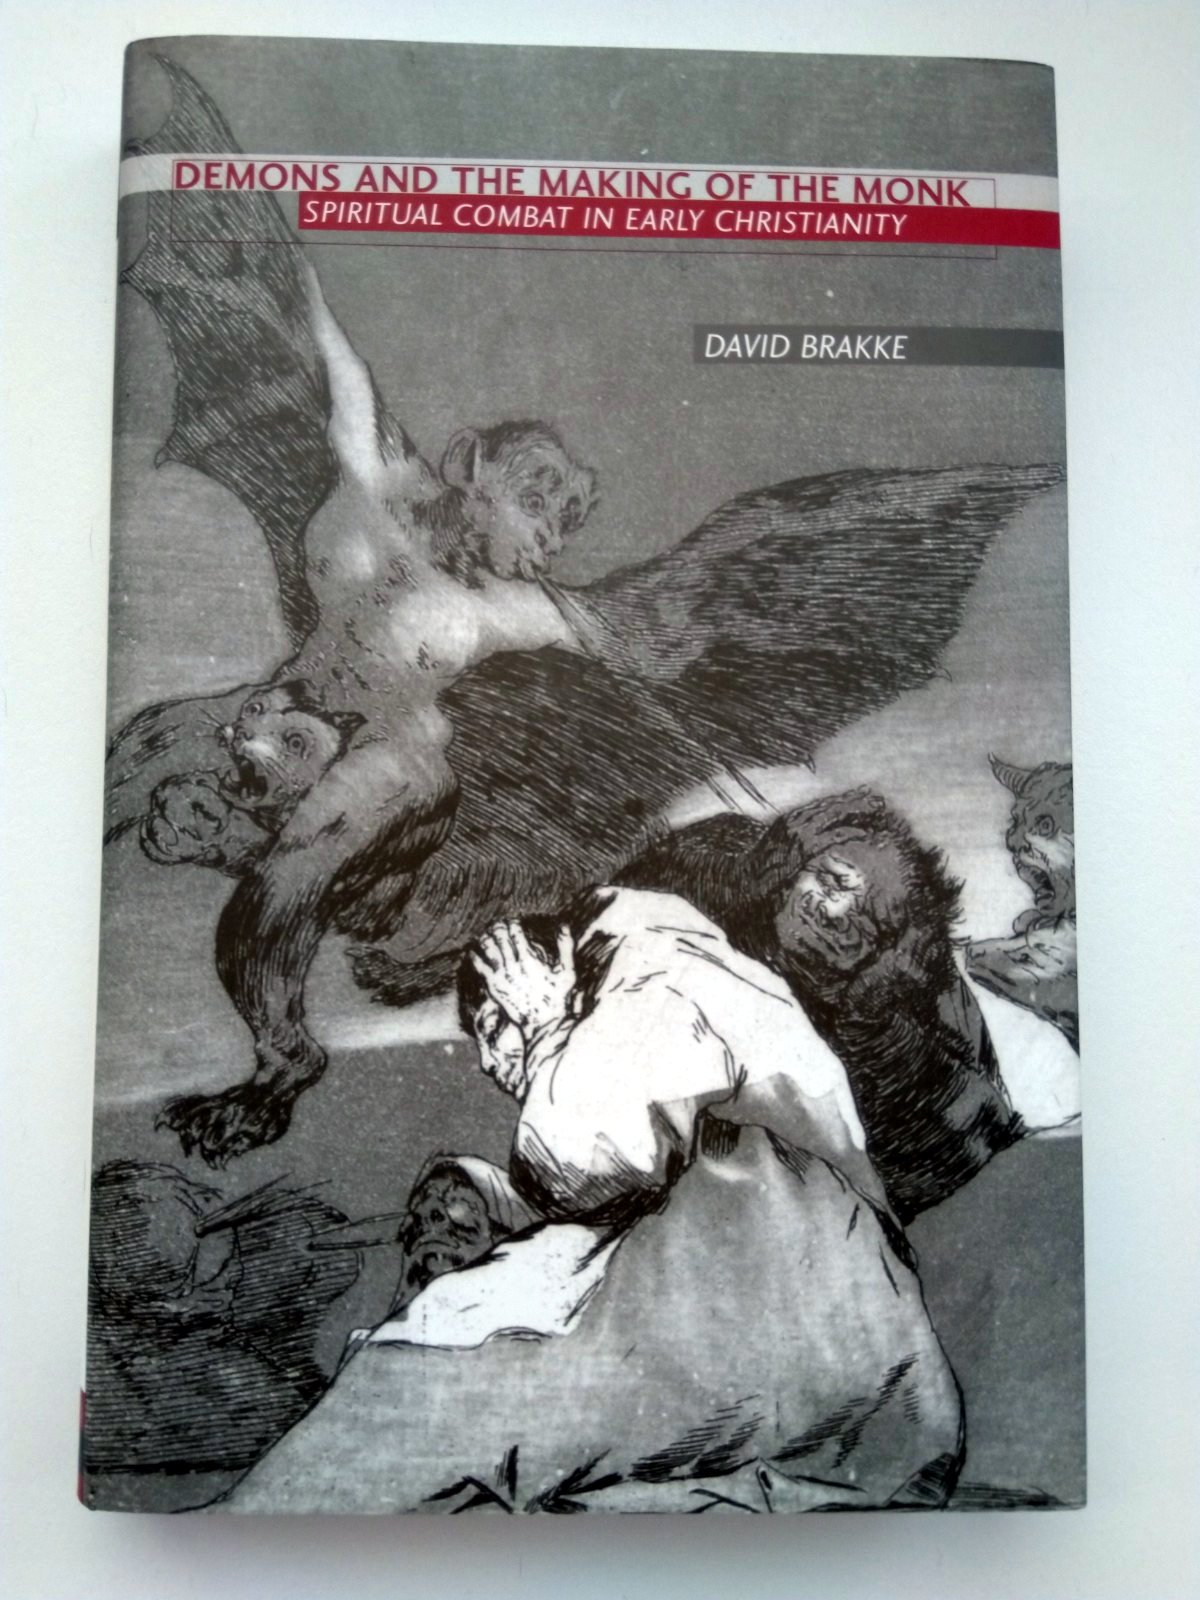 DEMONS AND THE MAKING OF THE MONK
SPIRITUAL COMBAT IN EARLY CHRISTIANITY
DAVID BRAKKE